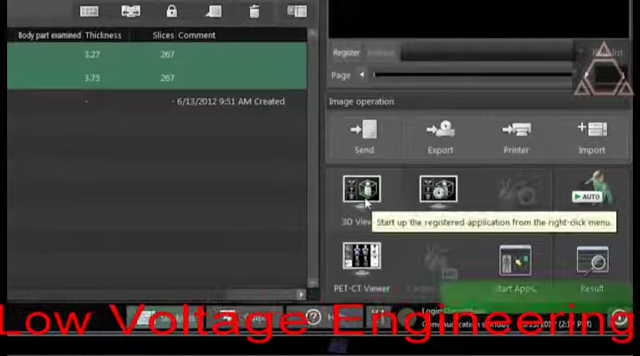 Body part examined Thickness Slices Comment
3.27 267
3.75 267
- - 6/13/2012 9:51 AM Created
Register
Page
Image operation
Send Export Printer Import
AUTO
3D View
Start up the registered application from the right-click menu.
PET-CT Viewer Start Apps. Result
Low Voltage Engineering